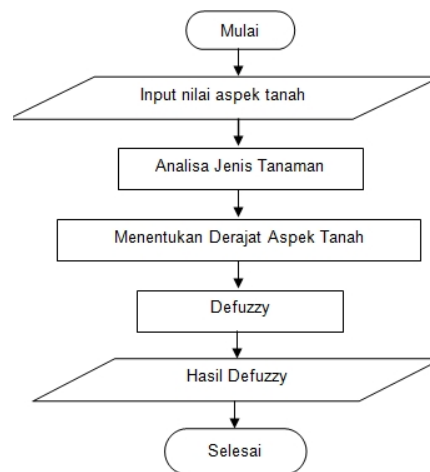 Mulai
Input nilai aspek tanah
Analisa Jenis Tanaman
Menentukan Derajat Aspek Tanah
Defuzzy
Hasil Defuzzy
Selesai